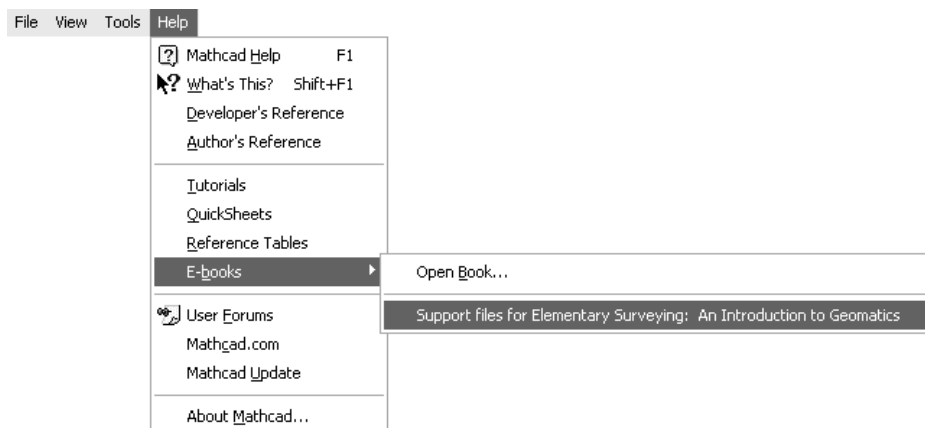 File View Tools Help
Mathcad Help F1
What's This? Shift+F1
Developer's Reference
Author's Reference
Tutorials
QuickSheets
Reference Tables
E-books
Open Book...
Support files for Elementary Surveying: An Introduction to Geomatics
User Forums
Mathcad.com
Mathcad Update
About Mathcad...